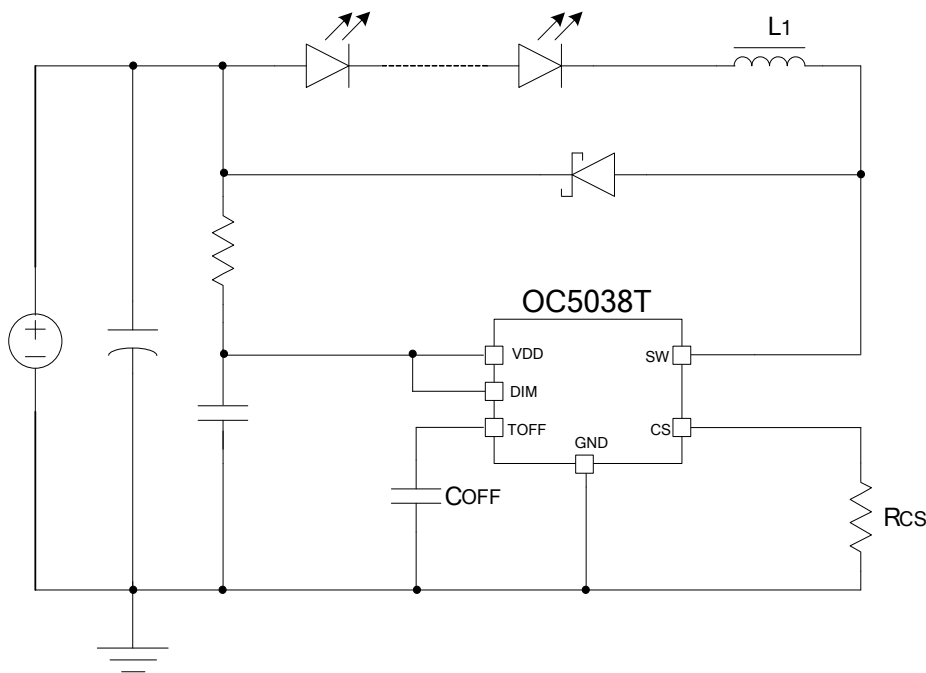 L1
OC5038T
VDD
SW
DIM
TOFF
CS
GND
COFF
RCS